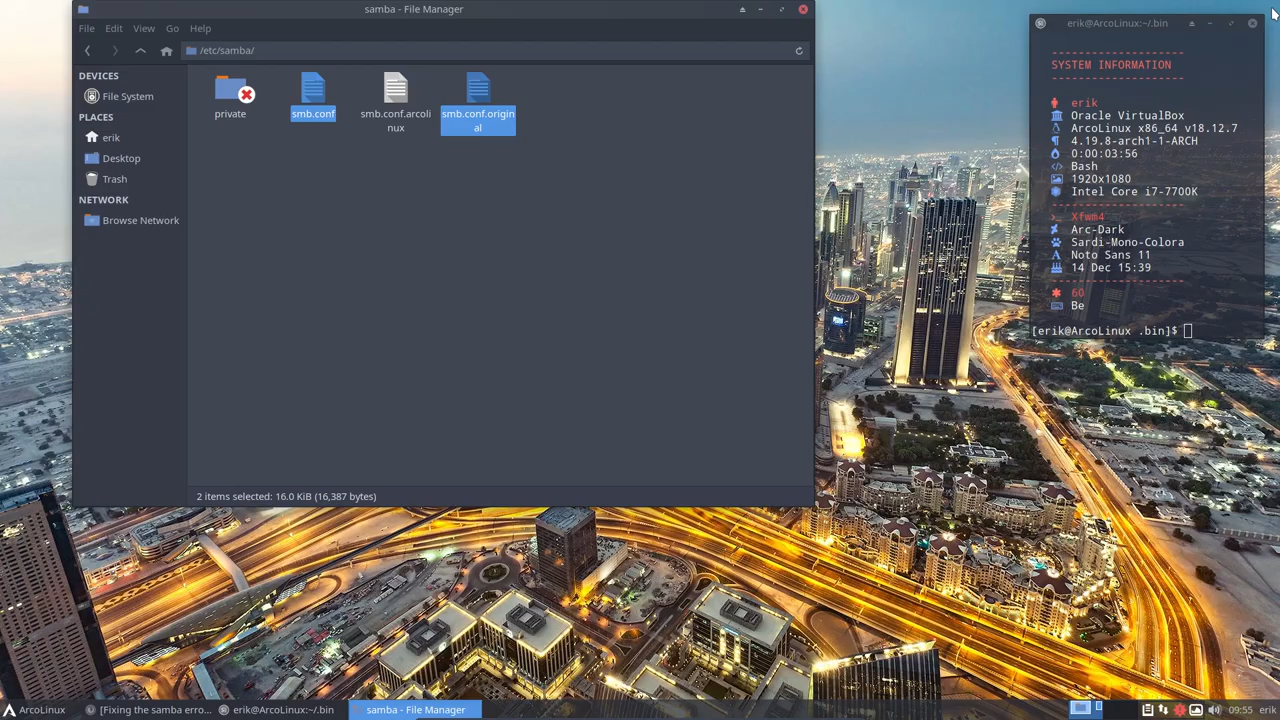 samba - File Manager
File Edit View Go Help
/etc/samba/
DEVICES
File System
PLACES
erik
Desktop
Trash
NETWORK
Browse Network
private
smb.conf
smb.conf.arcoli
nux
smb.conf.origin
al
2 items selected: 16.0 KiB (16,387 bytes)
erik@ArcoLinux:~/.bin
--------------------
SYSTEM INFORMATION
--------------------
erik
Oracle VirtualBox
ArcoLinux x86_64 v18.12.7
4.19.8-arch1-1-ARCH
0:00:03:56
Bash
1920x1080
Intel Core i7-7700K
--------------------
Xfwm4
Arc-Dark
Sardi-Mono-Colora
Noto Sans 11
14 Dec 15:39
--------------------
60
Be
[erik@ArcoLinux .bin]$
ArcoLinux
[Fixing the samba erro...
erik@ArcoLinux:~/.bin
samba - File Manager
09:55 erik